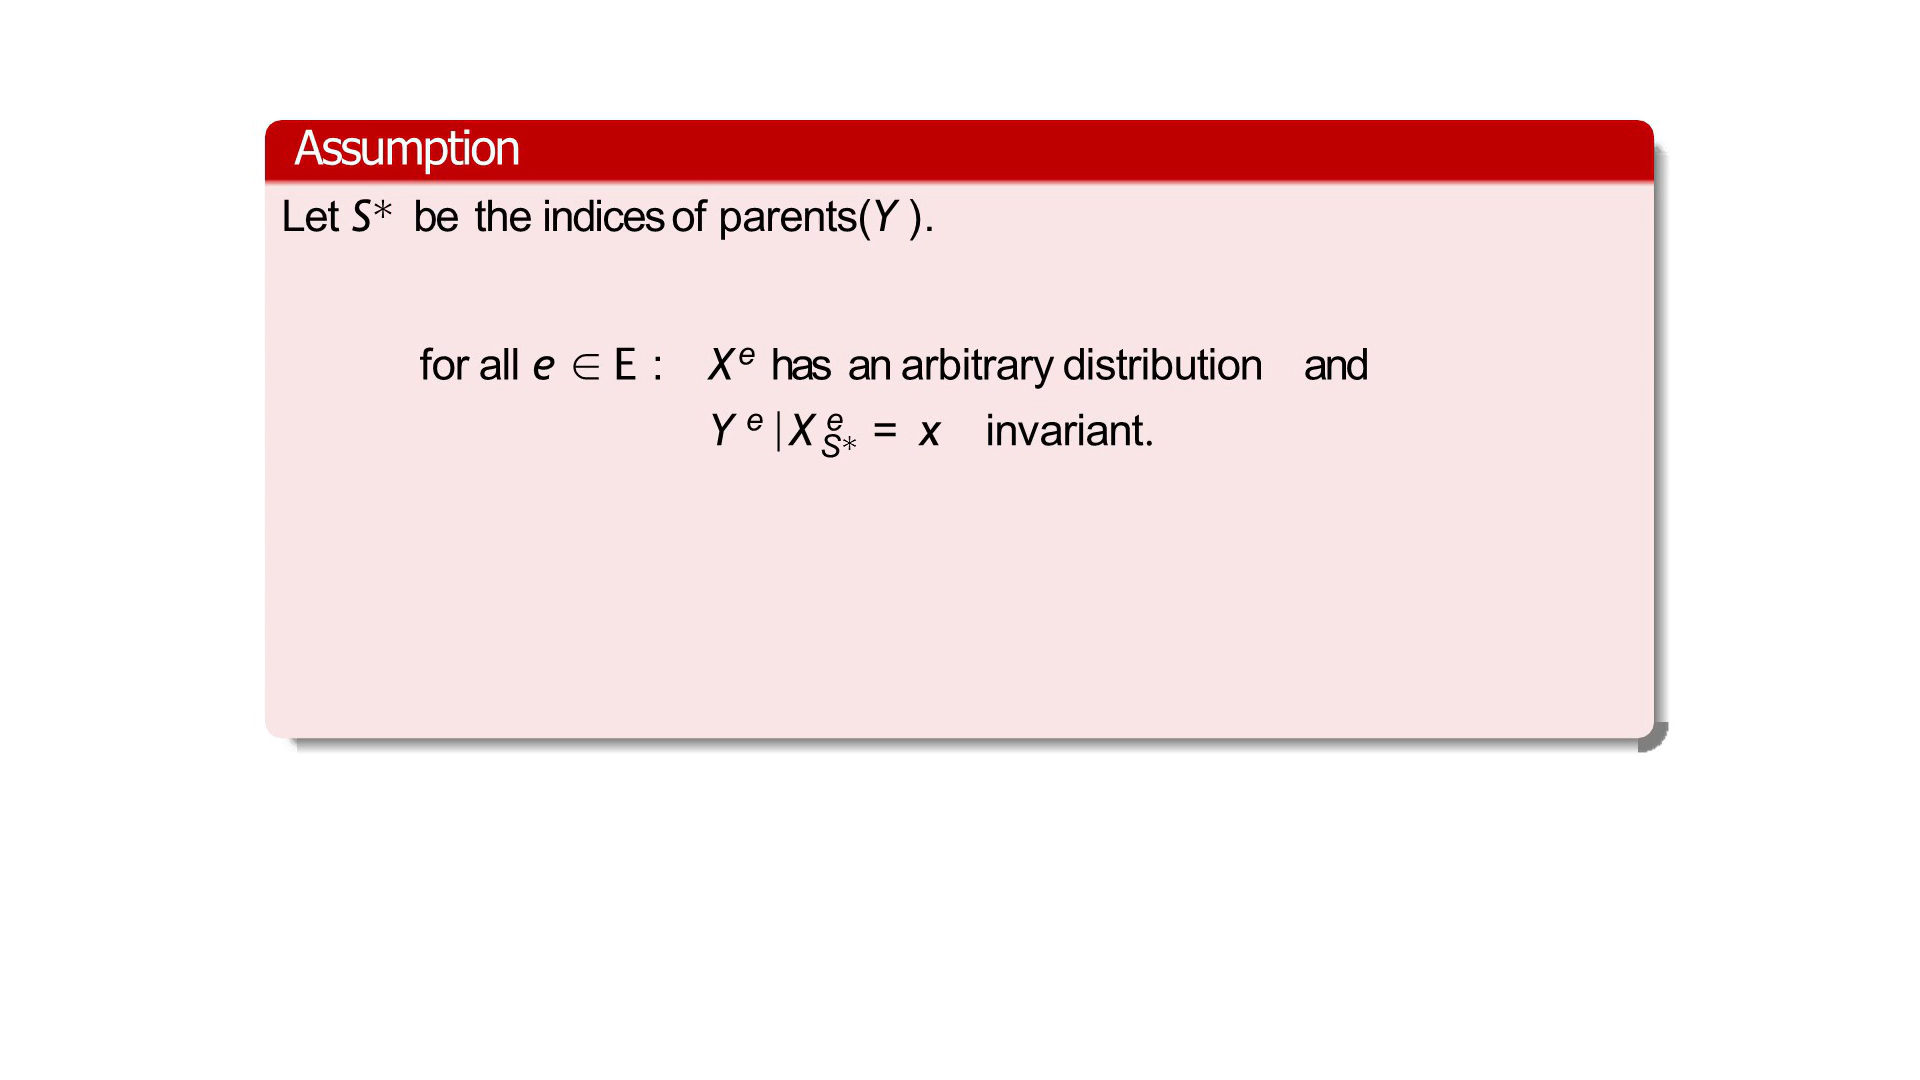 Assumption
Let S* be the indices of parents(Y ).
for all e ∈ E : X^e has an arbitrary distribution and
Y^e | X^e_{S*} = x invariant.